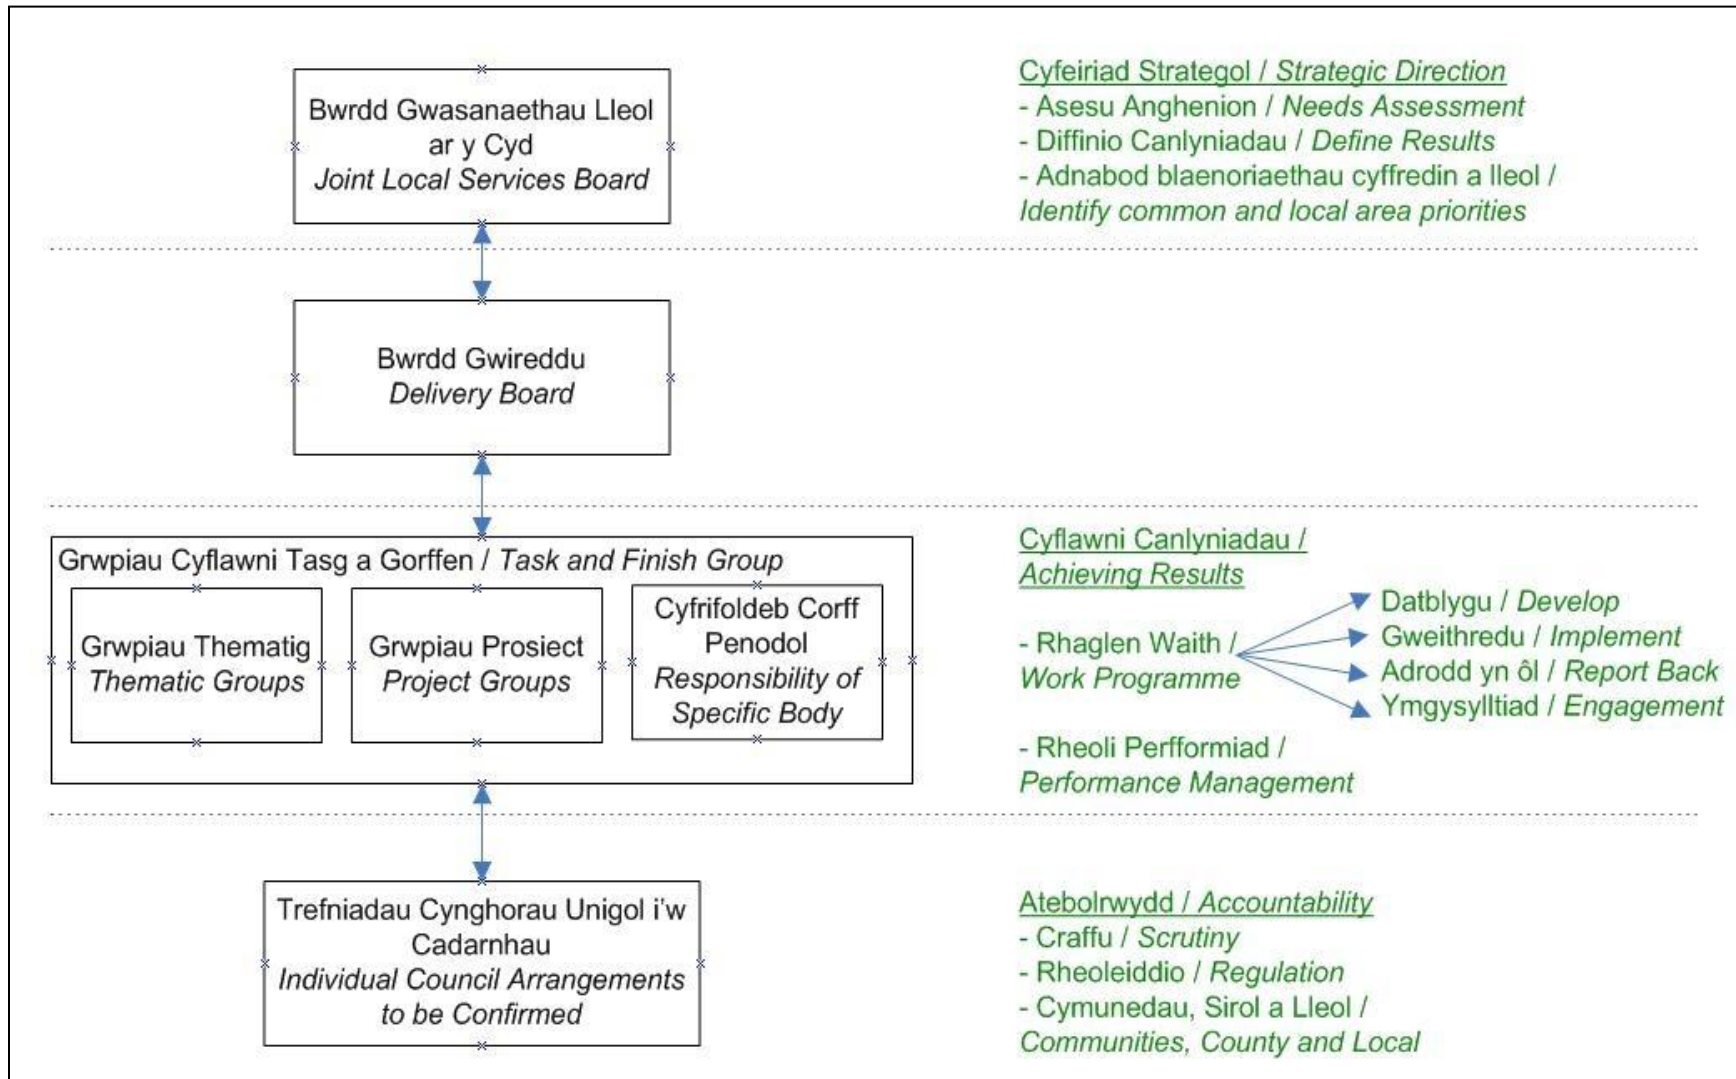 Bwrdd Gwasanaethau Lleol
ar y Cyd
Joint Local Services Board
Cyfeiriad Strategol / Strategic Direction
- Asesu Anghenion / Needs Assessment
- Diffinio Canlyniadau / Define Results
- Adnabod blaenoriaethau cyffredin a lleol /
Identify common and local area priorities
Bwrdd Gwireddu
Delivery Board
Grwpiau Cyflawni Tasg a Gorffen / Task and Finish Group
Grwpiau Thematig
Thematic Groups
Grwpiau Prosiect
Project Groups
Cyfrifoldeb Corff
Penodol
Responsibility of
Specific Body
Cyflawni Canlyniadau /
Achieving Results
- Rhaglen Waith /
Work Programme
Datblygu / Develop
Gweithredu / Implement
Adrodd yn ôl / Report Back
Ymgysylltiad / Engagement
- Rheoli Perfformiad /
Performance Management
Trefniadau Cynghorau Unigol i'w
Cadarnhau
Individual Council Arrangements
to be Confirmed
Atebolrwydd / Accountability
- Craffu / Scrutiny
- Rheoleiddio / Regulation
- Cymunedau, Sirol a Lleol /
Communities, County and Local